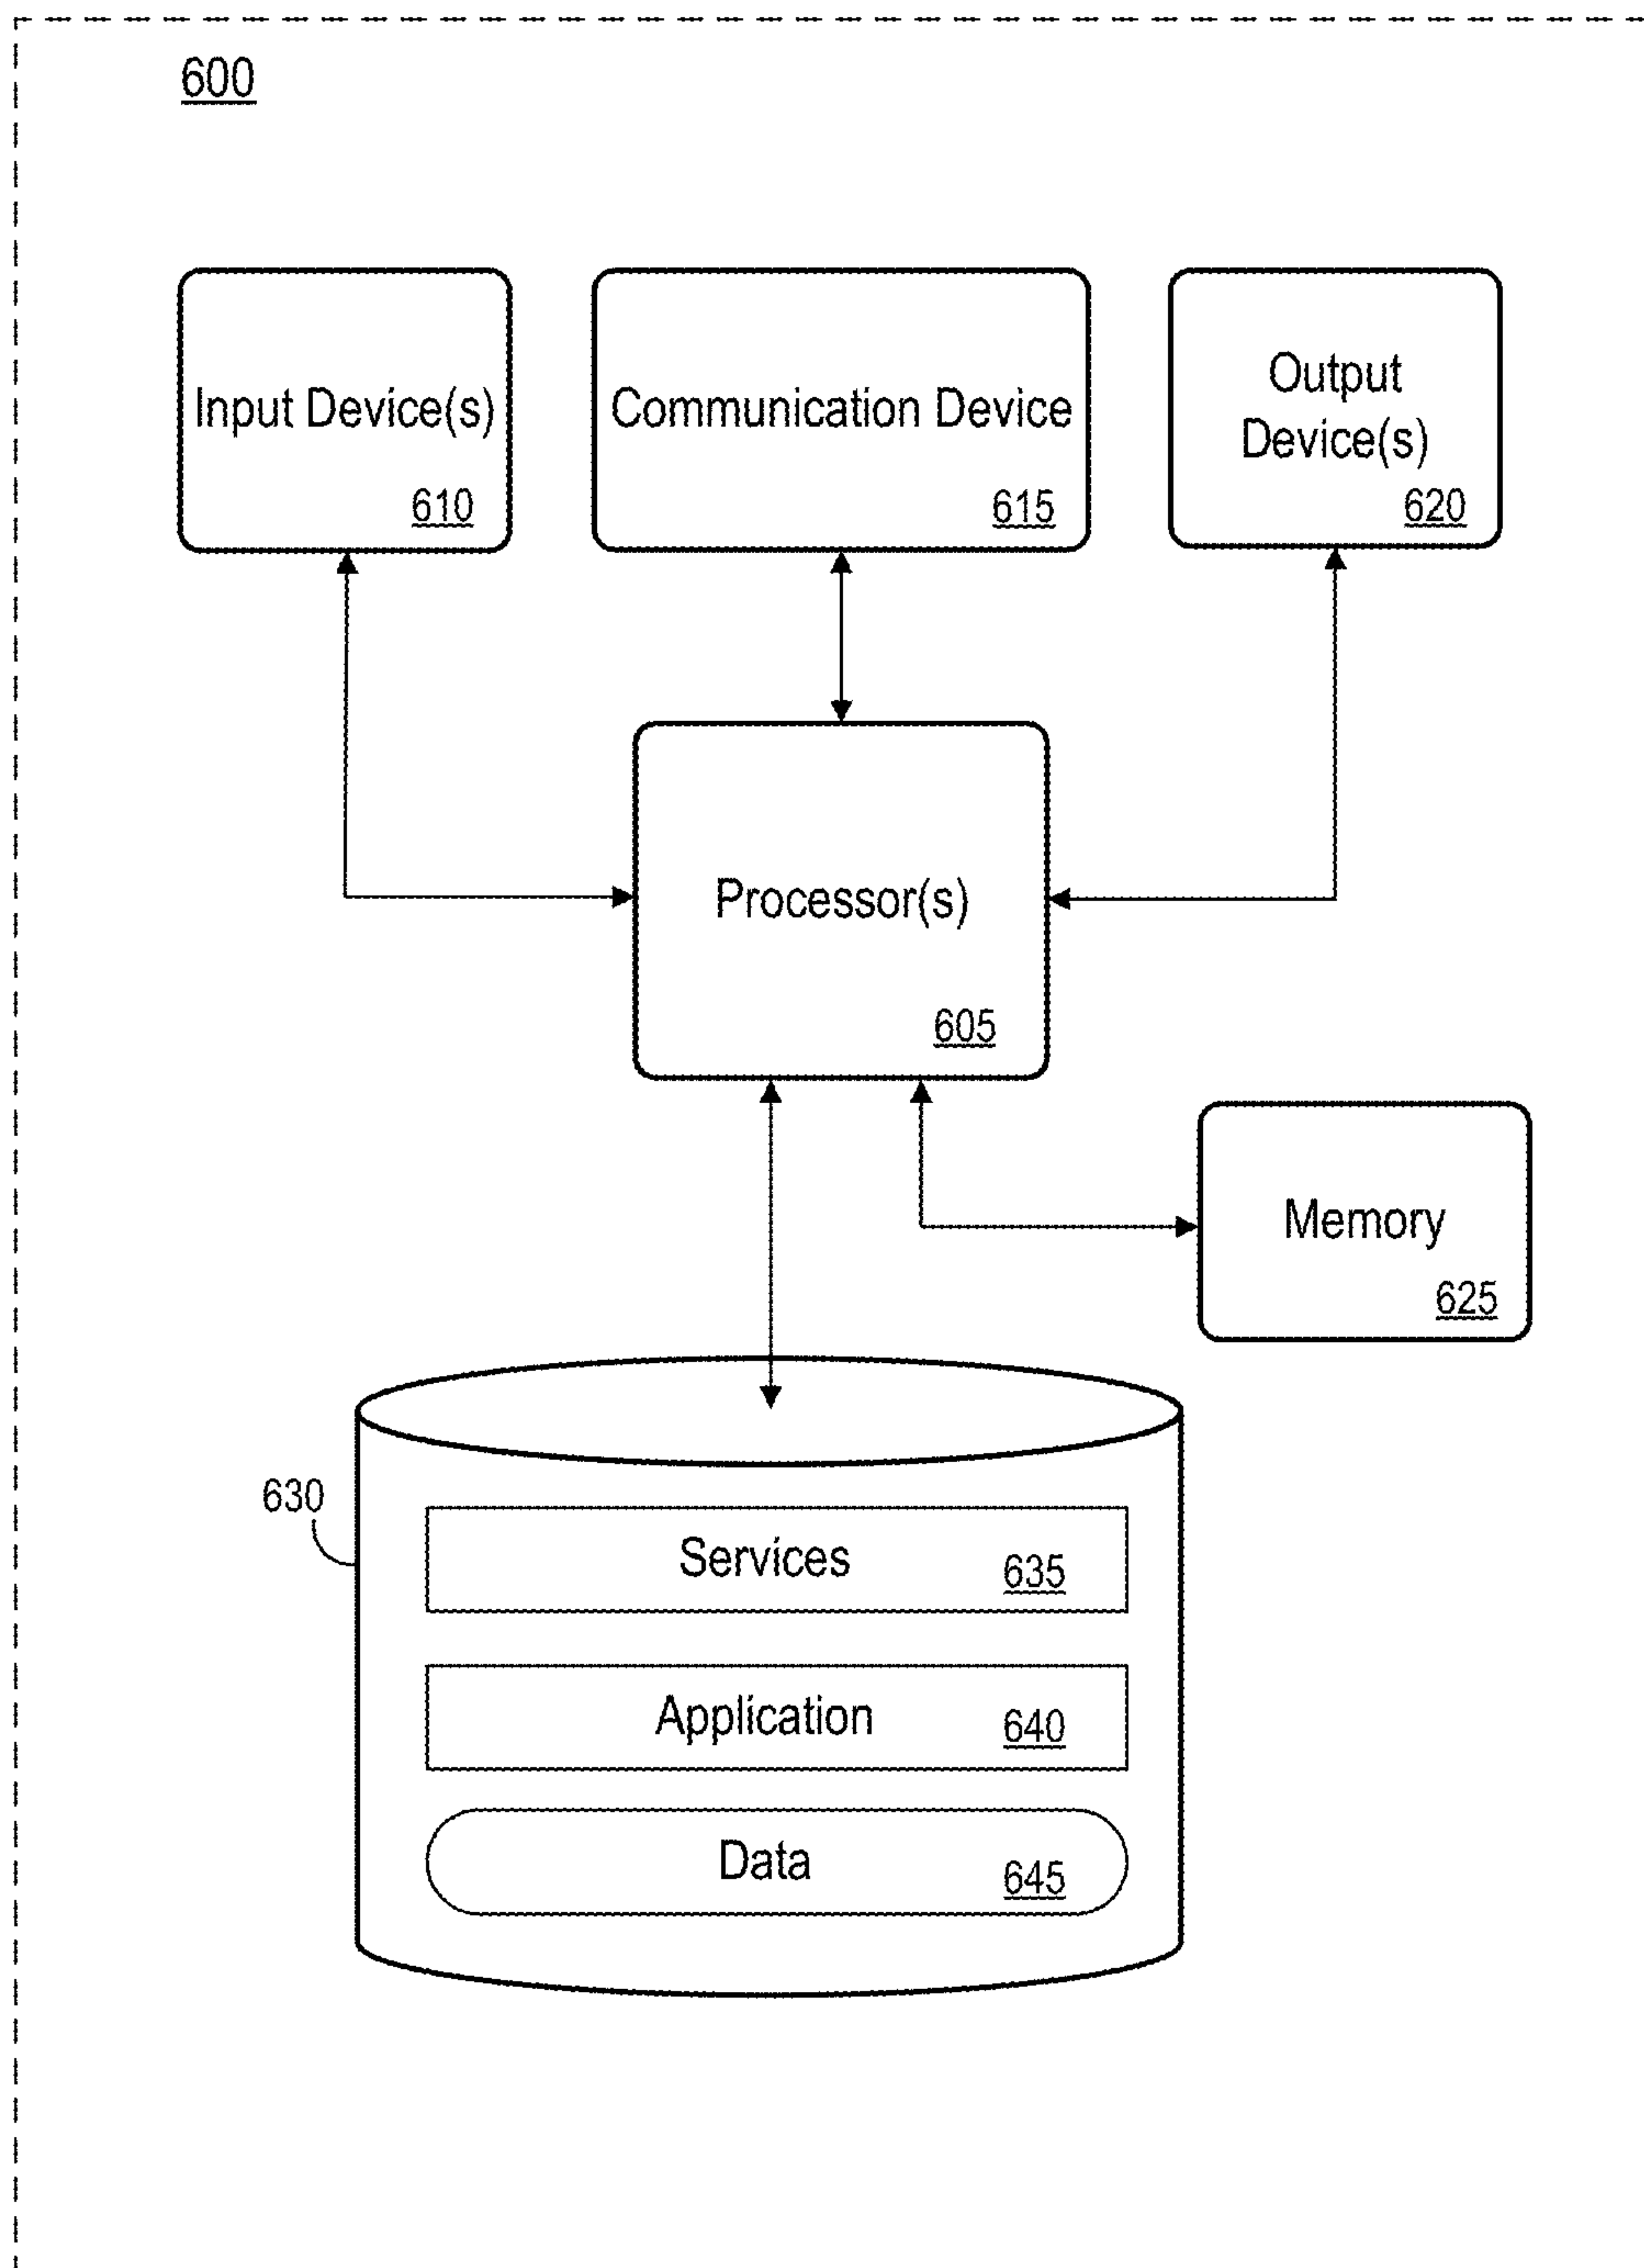 600
Input Device(s)
610
Communication Device
615
Output
Device(s)
620
Processor(s)
605
Memory
625
630
Services
635
Application
640
Data
645